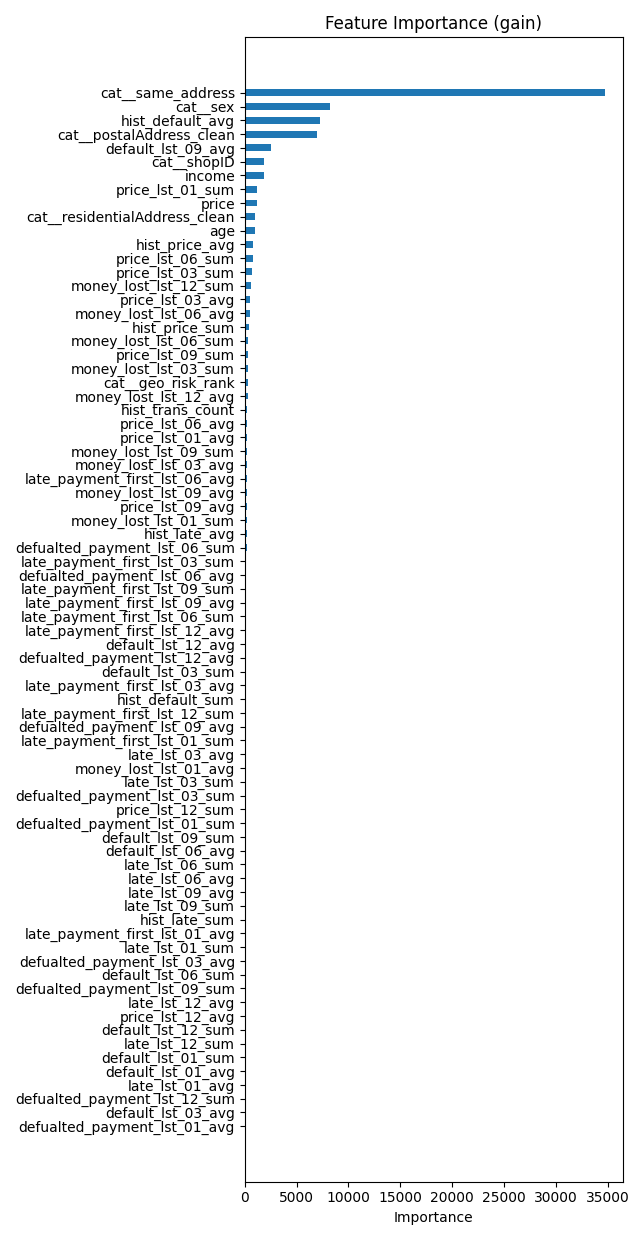 Feature Importance (gain)
cat__same_address
cat__sex
hist_default_avg
cat__postalAddress_clean
default_lst_09_avg
cat__shopID
income
price_lst_01_sum
price
cat__residentialAddress_clean
age
hist_price_avg
price_lst_06_sum
price_lst_03_sum
money_lost_lst_12_sum
price_lst_03_avg
money_lost_lst_06_avg
hist_price_sum
money_lost_lst_06_sum
price_lst_09_sum
money_lost_lst_03_sum
cat__geo_risk_rank
money_lost_lst_12_avg
hist_trans_count
price_lst_06_avg
price_lst_01_avg
money_lost_lst_09_sum
money_lost_lst_03_avg
late_payment_first_lst_06_avg
money_lost_lst_09_avg
price_lst_09_avg
money_lost_lst_01_sum
hist_late_avg
defualted_payment_lst_06_sum
late_payment_first_lst_03_sum
defualted_payment_lst_06_avg
late_payment_first_lst_09_sum
late_payment_first_lst_09_avg
late_payment_first_lst_06_sum
late_payment_first_lst_12_avg
default_lst_12_avg
defualted_payment_lst_12_avg
default_lst_03_sum
late_payment_first_lst_03_avg
hist_default_sum
late_payment_first_lst_12_sum
defualted_payment_lst_09_avg
late_payment_first_lst_01_sum
late_lst_03_avg
money_lost_lst_01_avg
late_lst_03_sum
defualted_payment_lst_03_sum
price_lst_12_sum
defualted_payment_lst_01_sum
default_lst_09_sum
default_lst_06_avg
late_lst_06_sum
late_lst_06_avg
late_lst_09_avg
late_lst_09_sum
hist_late_sum
late_payment_first_lst_01_avg
late_lst_01_sum
defualted_payment_lst_03_avg
default_lst_06_sum
defualted_payment_lst_09_sum
late_lst_12_avg
price_lst_12_avg
default_lst_12_sum
late_lst_12_sum
default_lst_01_sum
default_lst_01_avg
late_lst_01_avg
defualted_payment_lst_12_sum
default_lst_03_avg
defualted_payment_lst_01_avg
0 5000 10000 15000 20000 25000 30000 35000
Importance